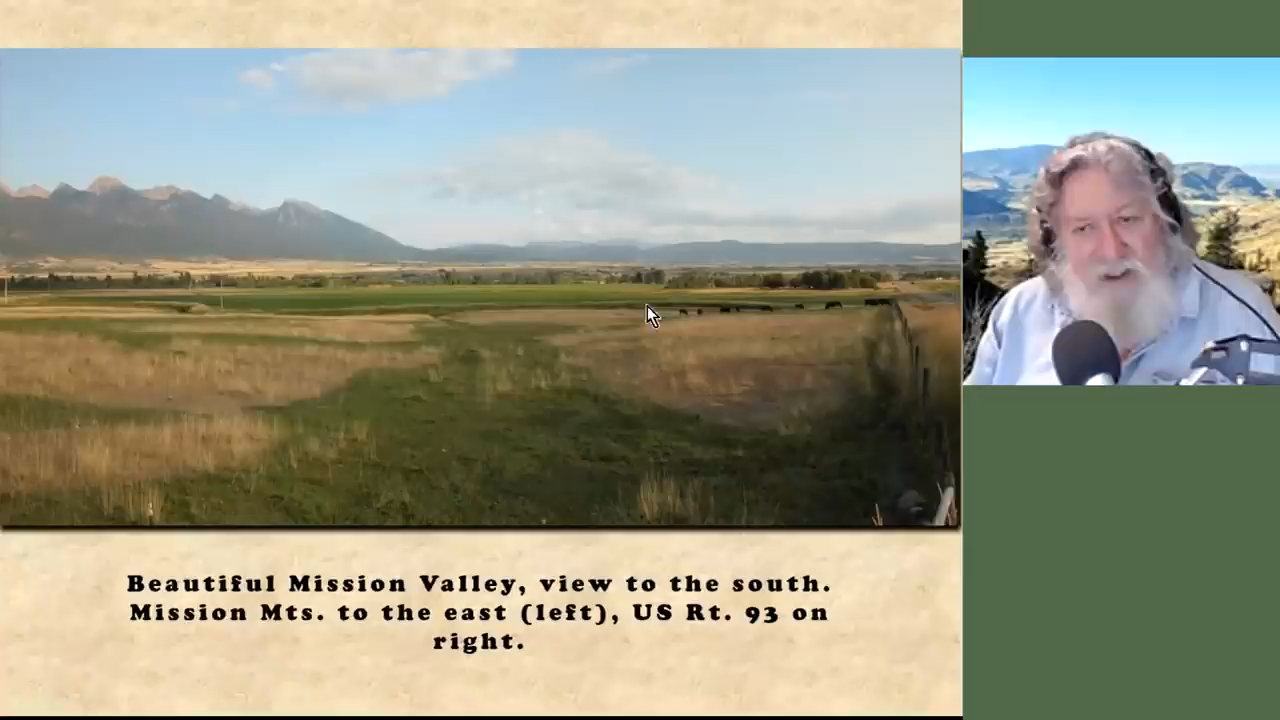 Beautiful Mission Valley, view to the south.
Mission Mts. to the east (left), US Rt. 93 on
right.